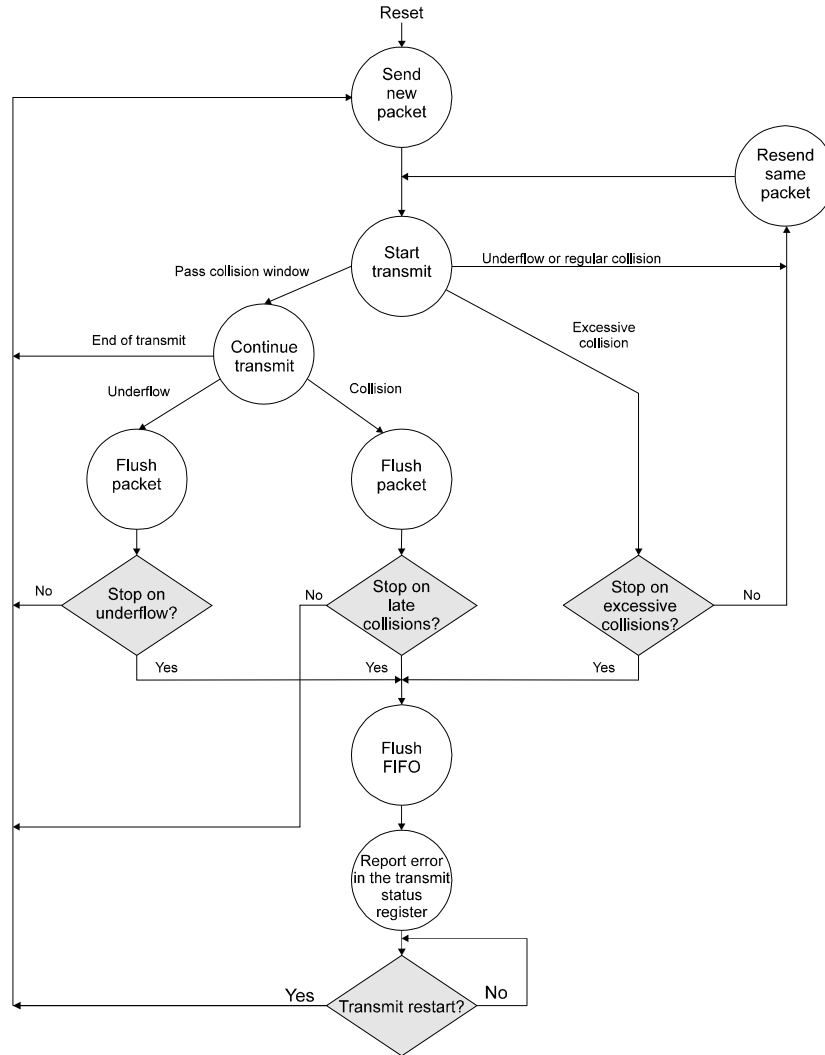 Reset
Send
new
packet
Resend
same
packet
Start
transmit
Underflow or regular collision
Pass collision window
Excessive
collision
End of transmit
Continue
transmit
Underflow
Collision
Flush
packet
Flush
packet
No
Stop on
underflow?
No
Stop on
late
collisions?
Stop on
excessive
collisions?
No
Yes
Yes
Yes
Flush
FIFO
Report error
in the transmit
status
register
Yes
Transmit restart?
No